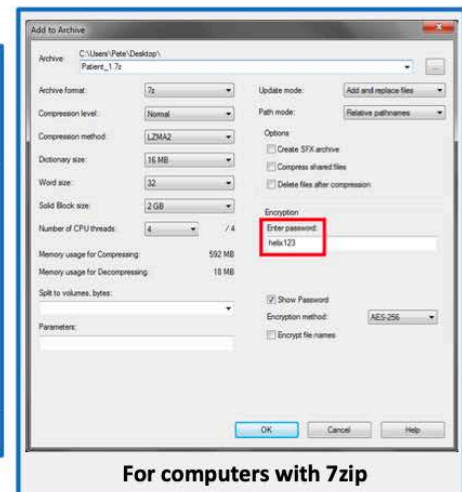 Add to Archive
Archive: C:\Users\Pete\Desktop\
Patient_1.7z
...
Archive format: 7z
Compression level: Normal
Compression method: LZMA2
Dictionary size: 16 MB
Word size: 32
Solid Block size: 2 GB
Number of CPU threads: 4 / 4
Memory usage for Compressing: 592 MB
Memory usage for Decompressing: 18 MB
Split to volumes, bytes:
Parameters:
Update mode: Add and replace files
Path mode: Relative pathnames
Options
Create SFX archive
Compress shared files
Delete files after compression
Encryption
Enter password:
helix123
Show Password
Encryption method: AES-256
Encrypt file names
OK Cancel Help
For computers with 7zip